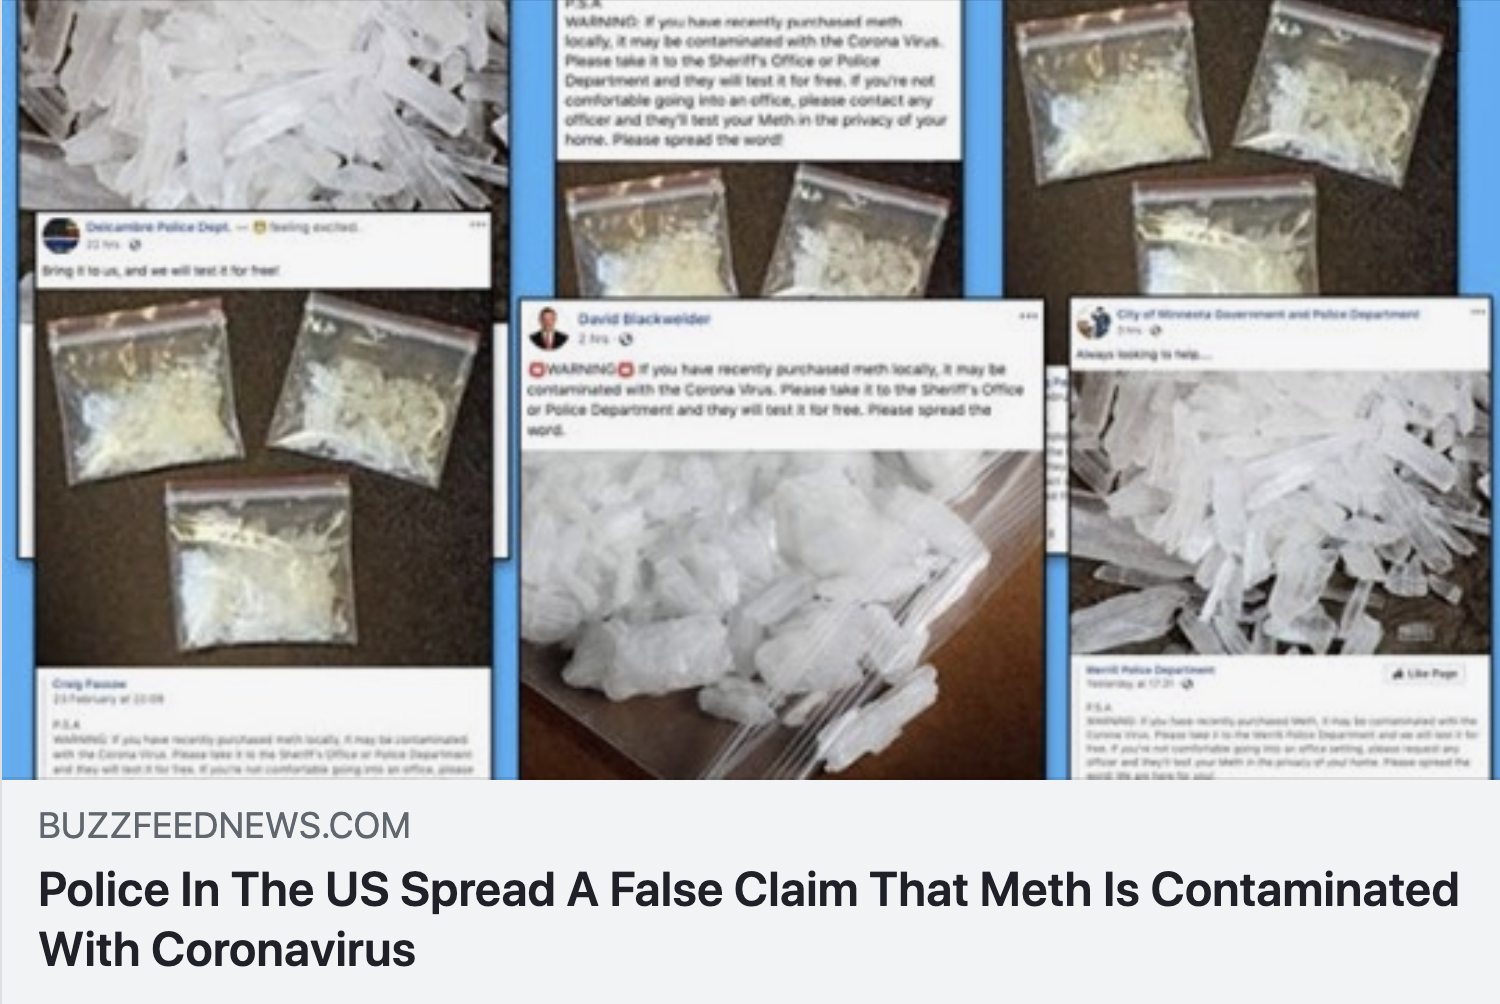 P.S.A
WARNING: If you have recently purchased meth
locally, it may be contaminated with the Corona Virus.
Please take it to the Sheriff's Office or Police
Department and they will test it for free. If you're not
comfortable going into an office, please contact any
officer and they'll test your Meth in the privacy of your
home. Please spread the word!
Delcambre Police Dept. — feeling excited.
22 hrs ·
Bring it to us, and we will test it for free!
Craig Fassow
23 February at 22:09
P.S.A
WARNING: If you have recently purchased meth locally, it may be contaminated
with the Corona Virus. Please take it to the Sheriff's Office or Police Department
and they will test it for free. If you're not comfortable going into an office, please
David Blackwelder
2 hrs ·
WARNING If you have recently purchased meth locally, it may be
contaminated with the Corona Virus. Please take it to the Sheriff's Office
or Police Department and they will test it for free. Please spread the
word.
City of Winnesta Government and Police Department
3 hrs ·
Always looking to help....
Merrill Police Department
Yesterday at 17:31
Like Page
P.S.A
WARNING: If you have recently purchased Meth, it may be contaminated with the
Corona Virus. Please take it to the Merrill Police Department and we will test it for
free. If you're not comfortable going into an office setting, please request any
officer and they'll test your Meth in the privacy of your home. Please spread the
word! We are here for you!
BUZZFEEDNEWS.COM
Police In The US Spread A False Claim That Meth Is Contaminated
With Coronavirus